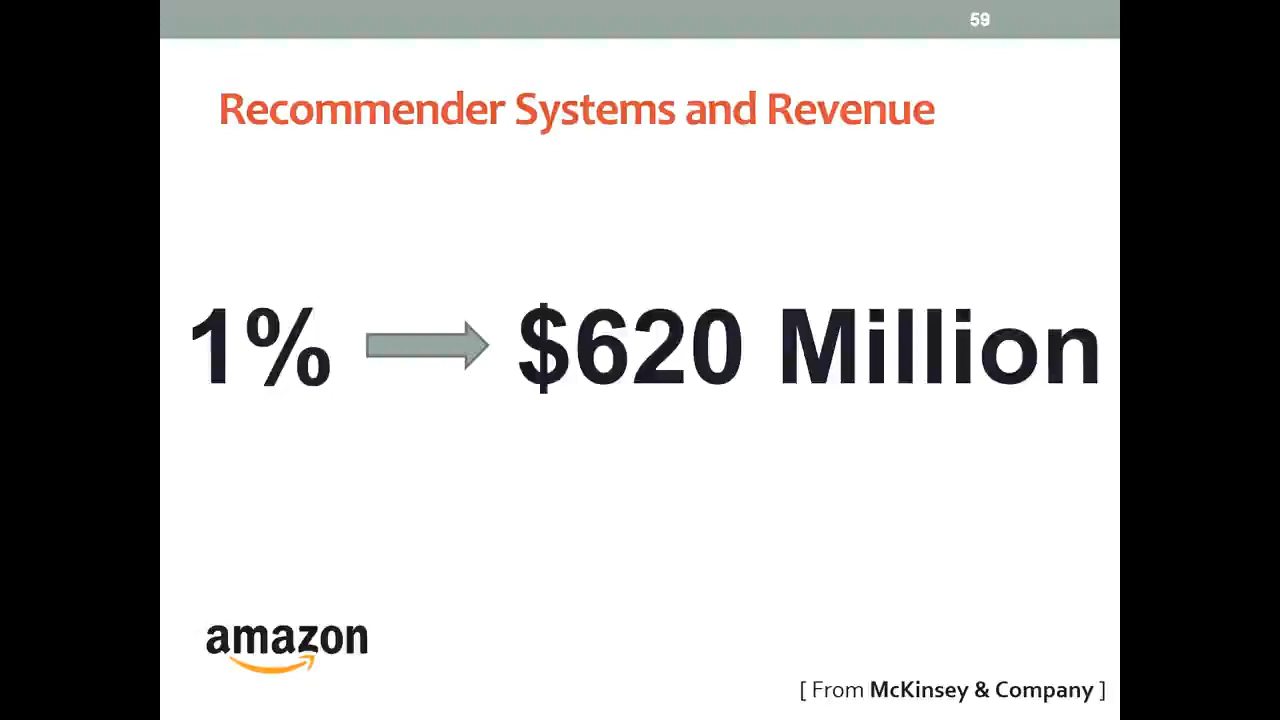 59
Recommender Systems and Revenue
1% $620 Million
amazon
[ From McKinsey & Company ]